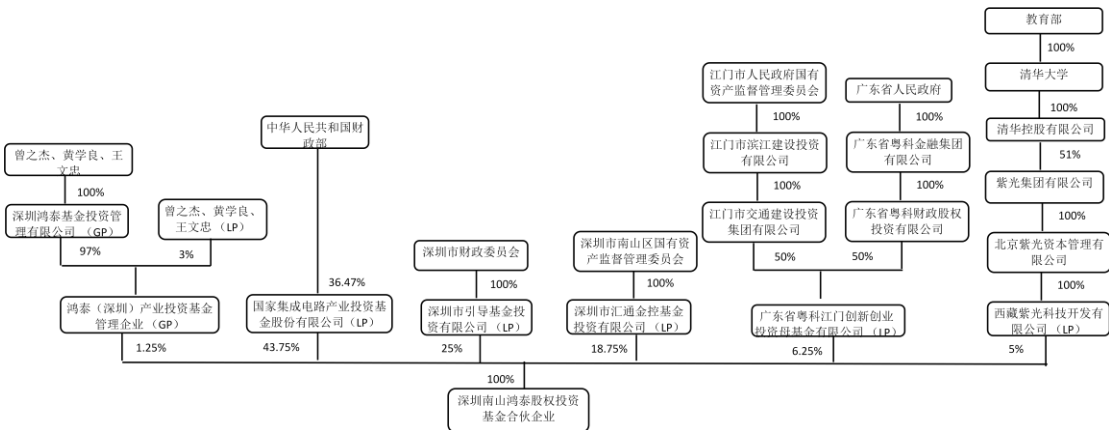 教育部
100%
江门市人民政府国有
资产监督管理委员会
广东省人民政府
清华大学
100%
100%
100%
中华人民共和国财
政部
清华控股有限公司
曾之杰、黄学良、王
文忠
江门市滨江建设投资
有限公司
广东省粤科金融集团
有限公司
51%
紫光集团有限公司
100%
100%
100%
100%
深圳鸿泰基金投资管
理有限公司（GP）
曾之杰、黄学良、
王文忠（LP）
江门市交通建设投资
集团有限公司
广东省粤科财政股权
投资有限公司
深圳市财政委员会
深圳市南山区国有资
产监督管理委员会
北京紫光资本管理有
限公司
97%
3%
50%
50%
36.47%
100%
100%
100%
鸿泰（深圳）产业投资基金
管理企业（GP）
国家集成电路产业投资基
金股份有限公司（LP）
深圳市引导基金投
资有限公司（LP）
深圳市汇通金控基金
投资有限公司（LP）
广东省粤科江门创新创业
投资母基金有限公司（LP）
西藏紫光科技开发有
限公司（LP）
1.25%
43.75%
25%
18.75%
6.25%
5%
100%
深圳南山鸿泰股权投资
基金合伙企业